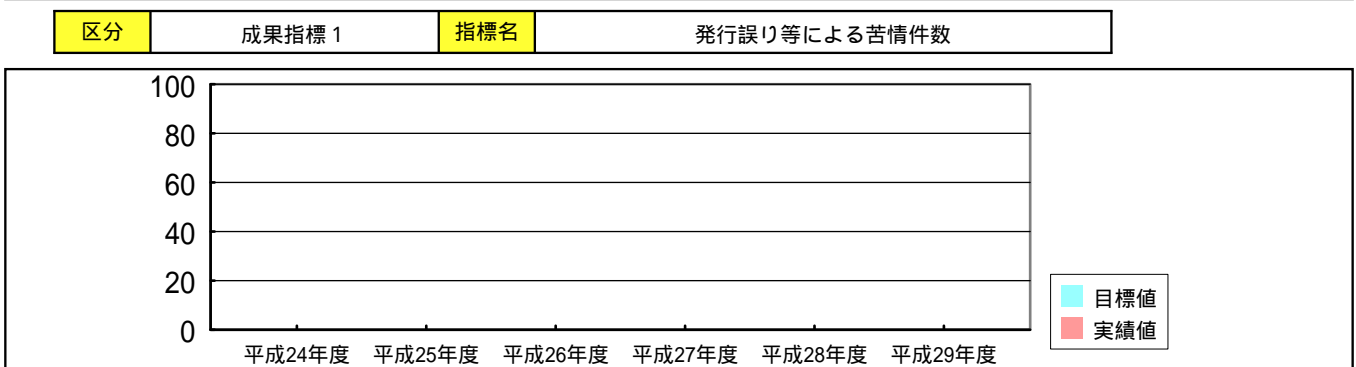 区分 成果指標1 指標名 発行誤り等による苦情件数
100
80
60
40
20
0
平成24年度 平成25年度 平成26年度 平成27年度 平成28年度 平成29年度
目標値
実績値